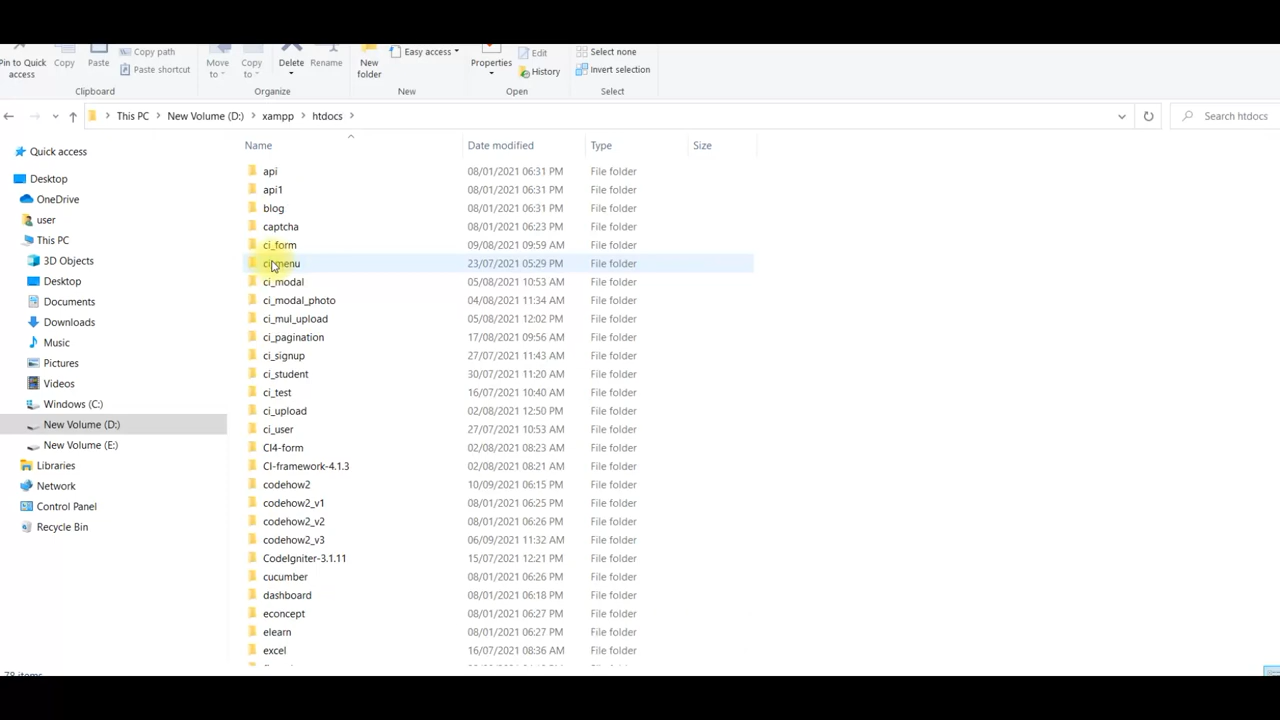 Pin to Quick access
Copy
Paste
Copy path
Paste shortcut
Move to
Copy to
Delete
Rename
New folder
Easy access
Properties
Edit
History
Select none
Invert selection
Clipboard
Organize
New
Open
Select
This PC > New Volume (D:) > xampp > htdocs >
Search htdocs
Name Date modified Type Size
Quick access
Desktop
OneDrive
user
This PC
3D Objects
Desktop
Documents
Downloads
Music
Pictures
Videos
Windows (C:)
New Volume (D:)
New Volume (E:)
Libraries
Network
Control Panel
Recycle Bin
api 08/01/2021 06:31 PM File folder
api1 08/01/2021 06:31 PM File folder
blog 08/01/2021 06:31 PM File folder
captcha 08/01/2021 06:23 PM File folder
ci_form 09/08/2021 09:59 AM File folder
ci_menu 23/07/2021 05:29 PM File folder
ci_modal 05/08/2021 10:53 AM File folder
ci_modal_photo 04/08/2021 11:34 AM File folder
ci_mul_upload 05/08/2021 12:02 PM File folder
ci_pagination 17/08/2021 09:56 AM File folder
ci_signup 27/07/2021 11:43 AM File folder
ci_student 30/07/2021 11:20 AM File folder
ci_test 16/07/2021 10:40 AM File folder
ci_upload 02/08/2021 12:50 PM File folder
ci_user 27/07/2021 10:53 AM File folder
CI4-form 02/08/2021 08:23 AM File folder
CI-framework-4.1.3 02/08/2021 08:21 AM File folder
codehow2 10/09/2021 06:15 PM File folder
codehow2_v1 08/01/2021 06:25 PM File folder
codehow2_v2 08/01/2021 06:26 PM File folder
codehow2_v3 06/09/2021 11:32 AM File folder
CodeIgniter-3.1.11 15/07/2021 12:21 PM File folder
cucumber 08/01/2021 06:26 PM File folder
dashboard 08/01/2021 06:18 PM File folder
econcept 08/01/2021 06:27 PM File folder
elearn 08/01/2021 06:27 PM File folder
excel 16/07/2021 08:36 AM File folder
78 items